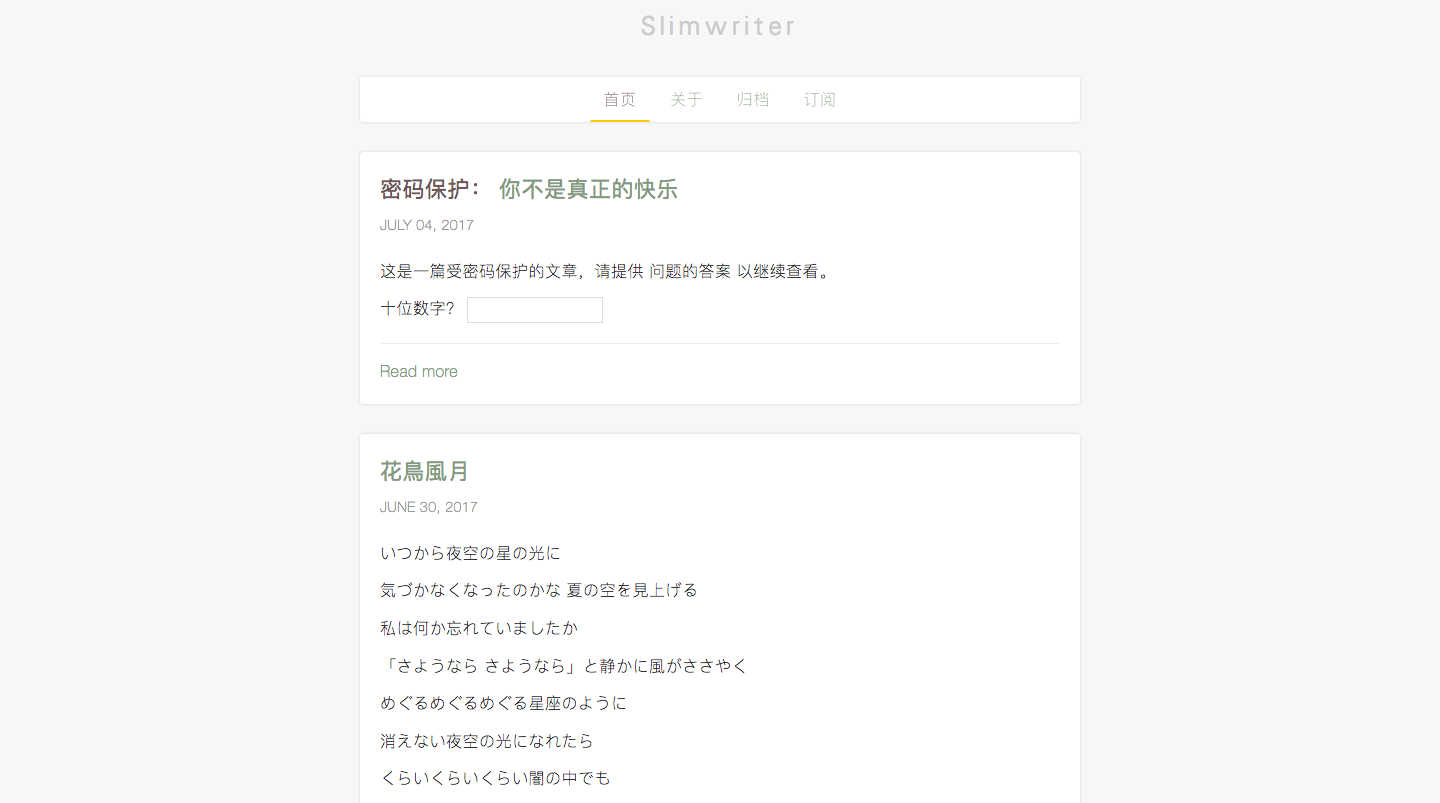 Slimwriter
首页 关于 归档 订阅
密码保护： 你不是真正的快乐
JULY 04, 2017
这是一篇受密码保护的文章，请提供 问题的答案 以继续查看。
十位数字？
Read more
花鳥風月
JUNE 30, 2017
いつから夜空の星の光に
気づかなくなったのかな 夏の空を見上げる
私は何か忘れていましたか
「さようなら さようなら」と静かに風がささやく
めぐるめぐるめぐる星座のように
消えない夜空の光になれたら
くらいくらいくらい闇の中でも